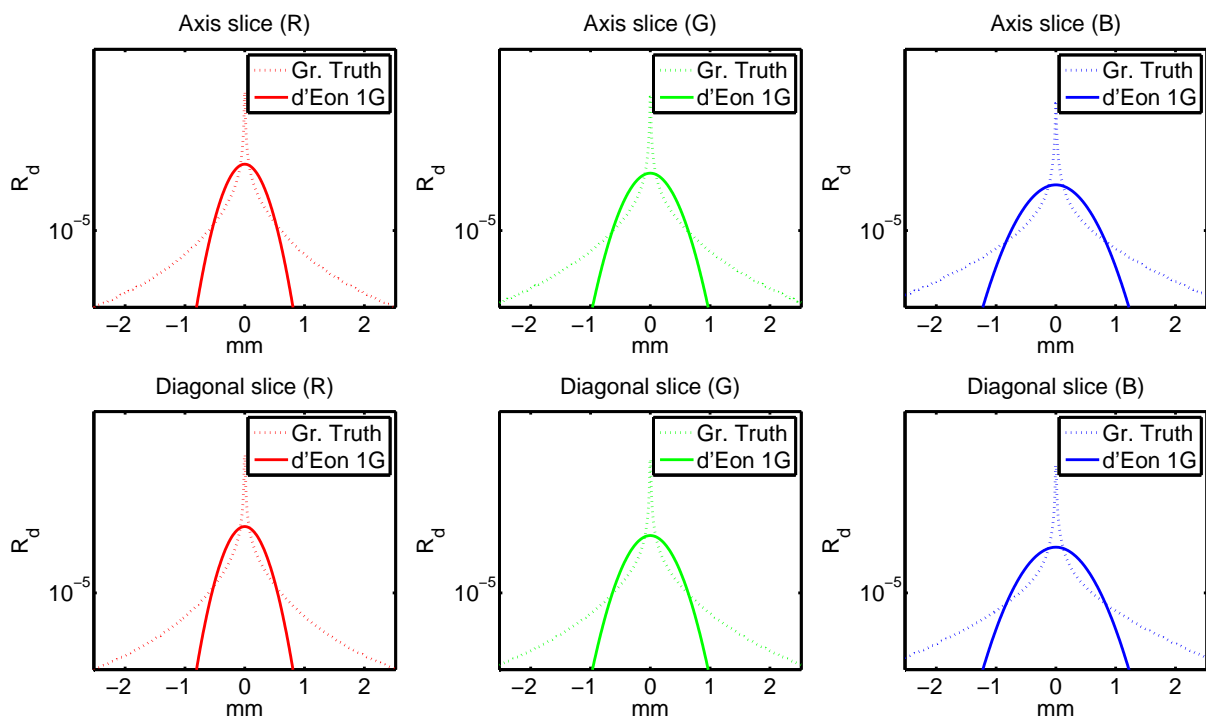 Axis slice (R)
Gr. Truth
d'Eon 1G
R_d
10^−5
−2 −1 0 1 2
mm
Axis slice (G)
Gr. Truth
d'Eon 1G
R_d
10^−5
−2 −1 0 1 2
mm
Axis slice (B)
Gr. Truth
d'Eon 1G
R_d
10^−5
−2 −1 0 1 2
mm
Diagonal slice (R)
Gr. Truth
d'Eon 1G
R_d
10^−5
−2 −1 0 1 2
mm
Diagonal slice (G)
Gr. Truth
d'Eon 1G
R_d
10^−5
−2 −1 0 1 2
mm
Diagonal slice (B)
Gr. Truth
d'Eon 1G
R_d
10^−5
−2 −1 0 1 2
mm